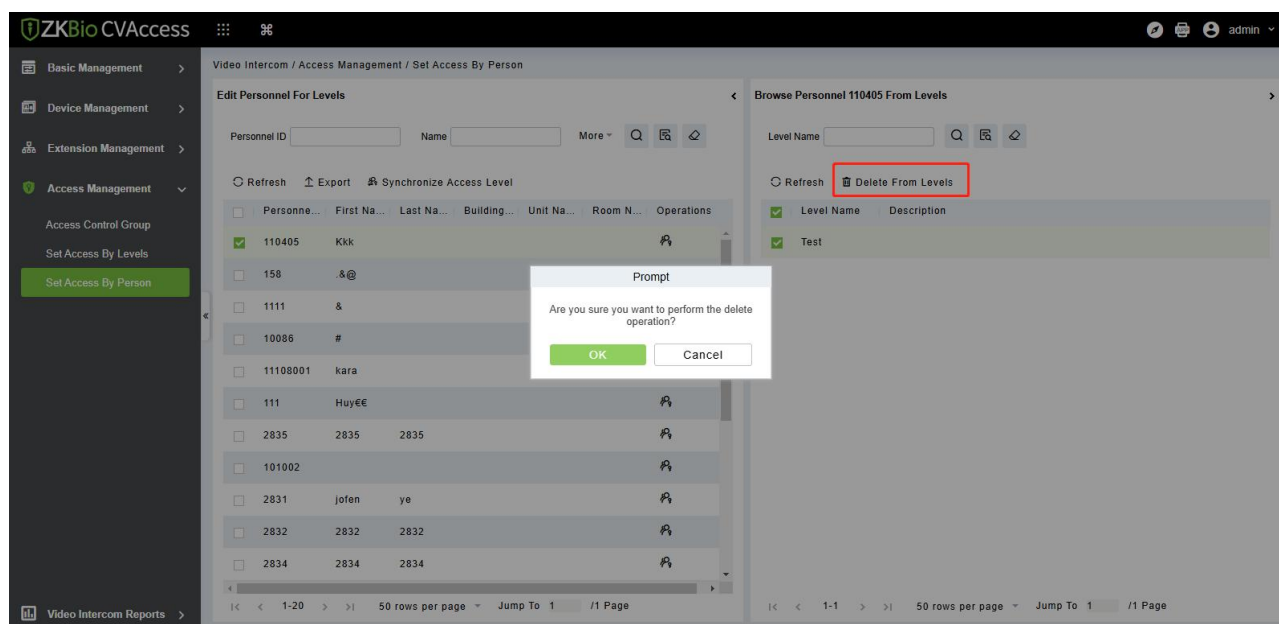 ZKBio CVAccess
admin
Basic Management
Device Management
Extension Management
Access Management
Access Control Group
Set Access By Levels
Set Access By Person
Video Intercom Reports
Video Intercom / Access Management / Set Access By Person
Edit Personnel For Levels
Personnel ID Name More
Refresh Export Synchronize Access Level
Personne... First Na... Last Na... Building... Unit Na... Room N... Operations
110405 Kkk
158 .&@
1111 &
10086 #
11108001 kara
111 Huy€€
2835 2835 2835
101002
2831 jofen ye
2832 2832 2832
2834 2834 2834
1-20 50 rows per page Jump To 1 /1 Page
Browse Personnel 110405 From Levels
Level Name
Refresh Delete From Levels
Level Name Description
Test
1-1 50 rows per page Jump To 1 /1 Page
Prompt
Are you sure you want to perform the delete
operation?
OK Cancel